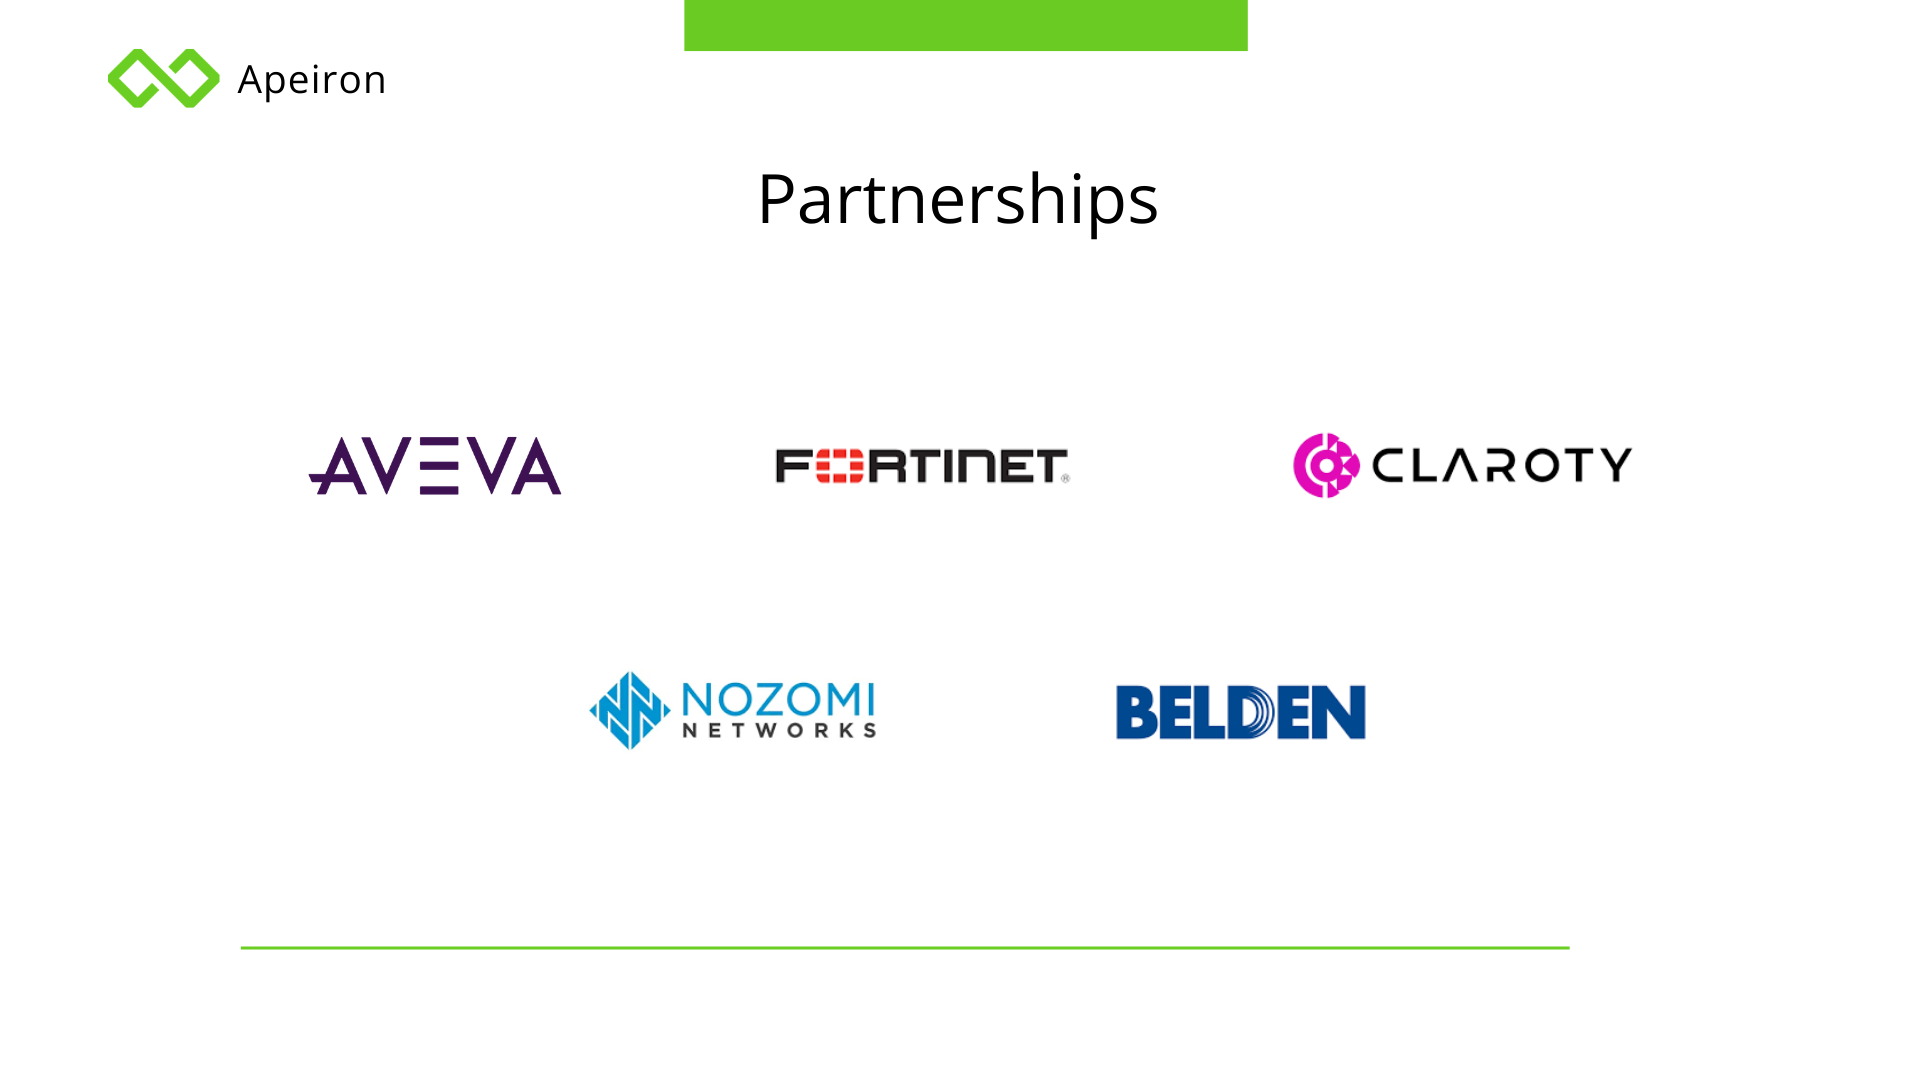 Apeiron
Partnerships
AVEVA
FORTINET®
CLAROTY
NOZOMI
NETWORKS
BELDEN